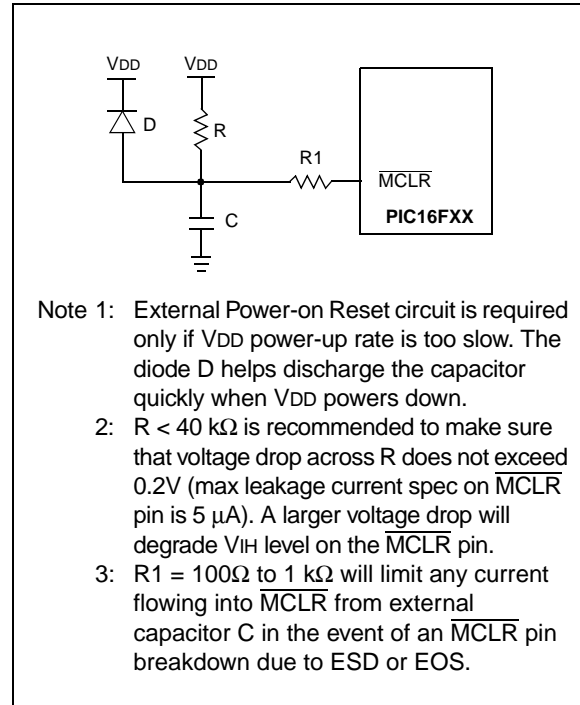 VDD VDD
D
R
R1
MCLR
PIC16FXX
C
Note 1: External Power-on Reset circuit is required
only if VDD power-up rate is too slow. The
diode D helps discharge the capacitor
quickly when VDD powers down.
2: R < 40 kΩ is recommended to make sure
that voltage drop across R does not exceed
0.2V (max leakage current spec on MCLR
pin is 5 μA). A larger voltage drop will
degrade VIH level on the MCLR pin.
3: R1 = 100Ω to 1 kΩ will limit any current
flowing into MCLR from external
capacitor C in the event of an MCLR pin
breakdown due to ESD or EOS.